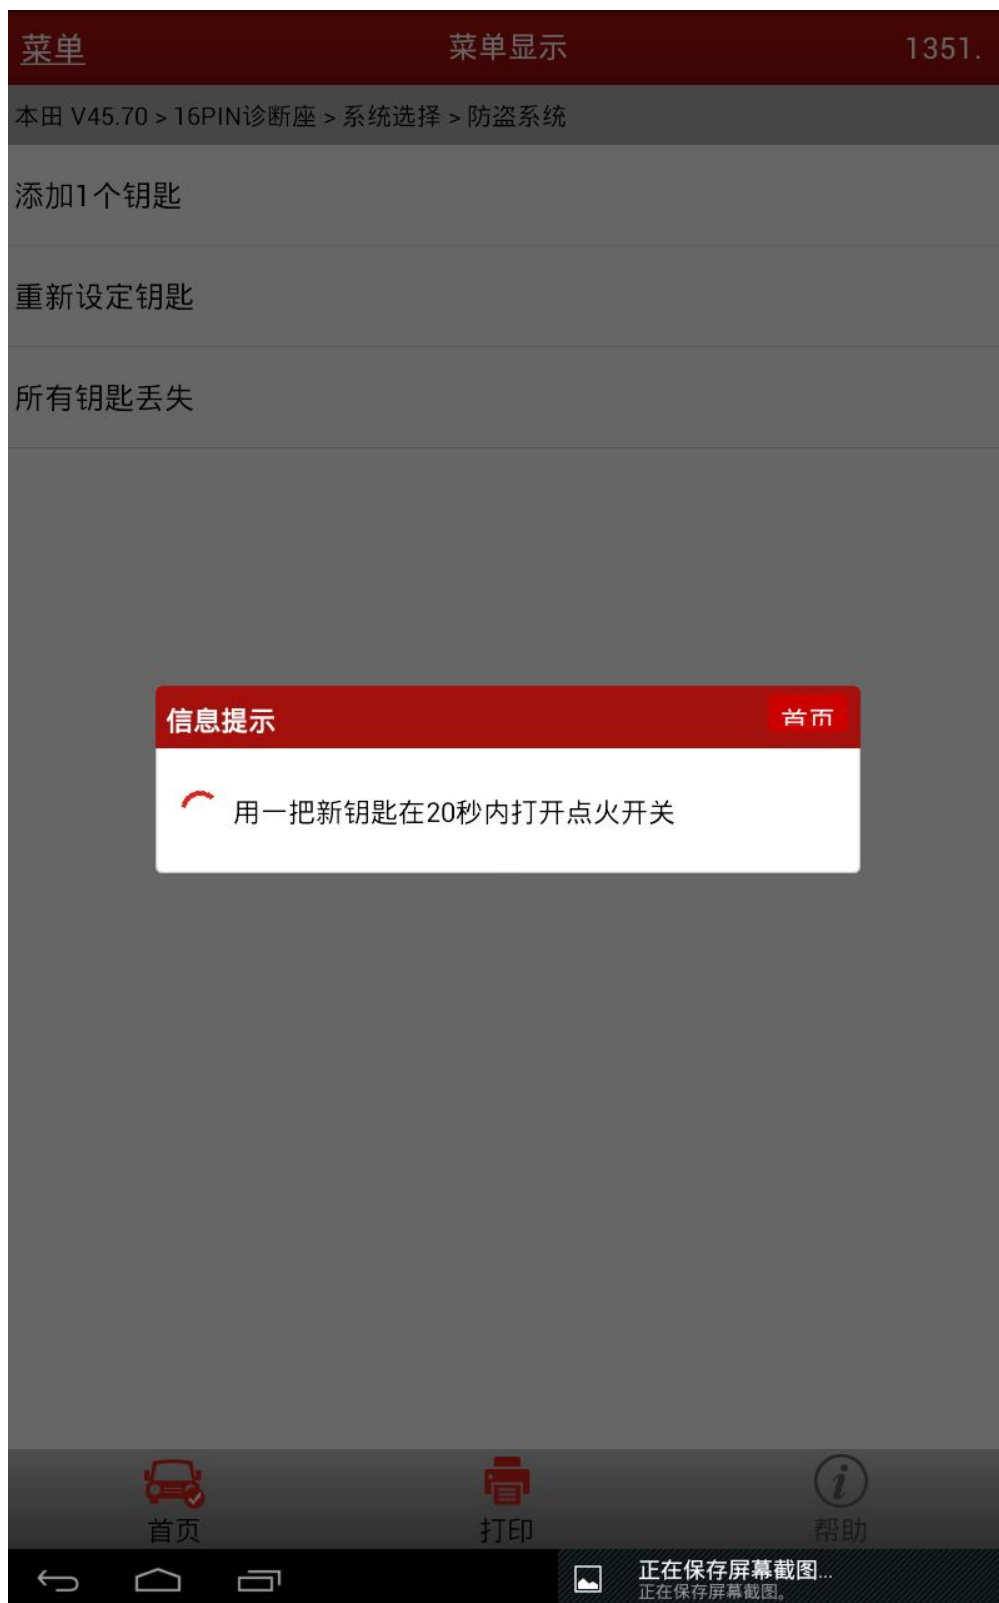 菜单 菜单显示 1351.
本田 V45.70 > 16PIN诊断座 > 系统选择 > 防盗系统
添加1个钥匙
重新设定钥匙
所有钥匙丢失
信息提示 首页
用一把新钥匙在20秒内打开点火开关
首页 打印 帮助
正在保存屏幕截图...
正在保存屏幕截图。